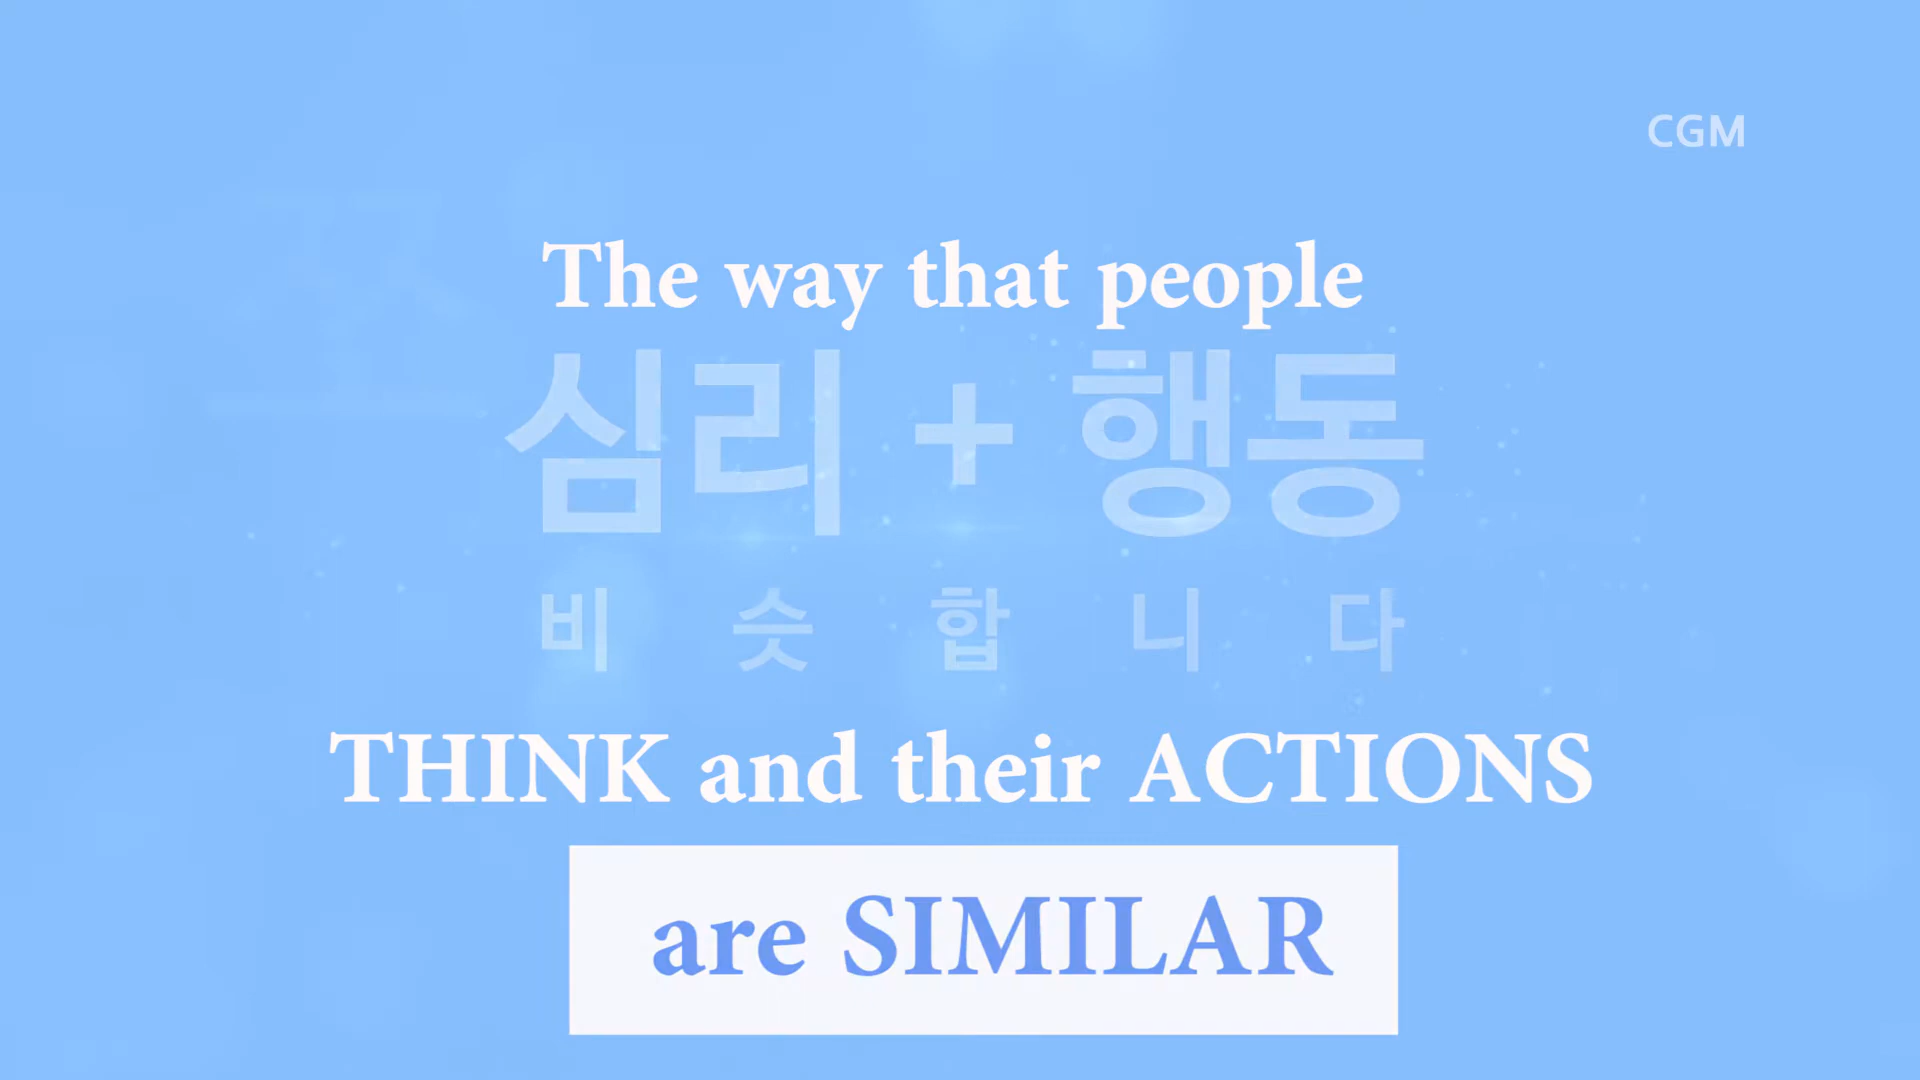 CGM
The way that people
심리 + 행동
비슷합니다
THINK and their ACTIONS
are SIMILAR